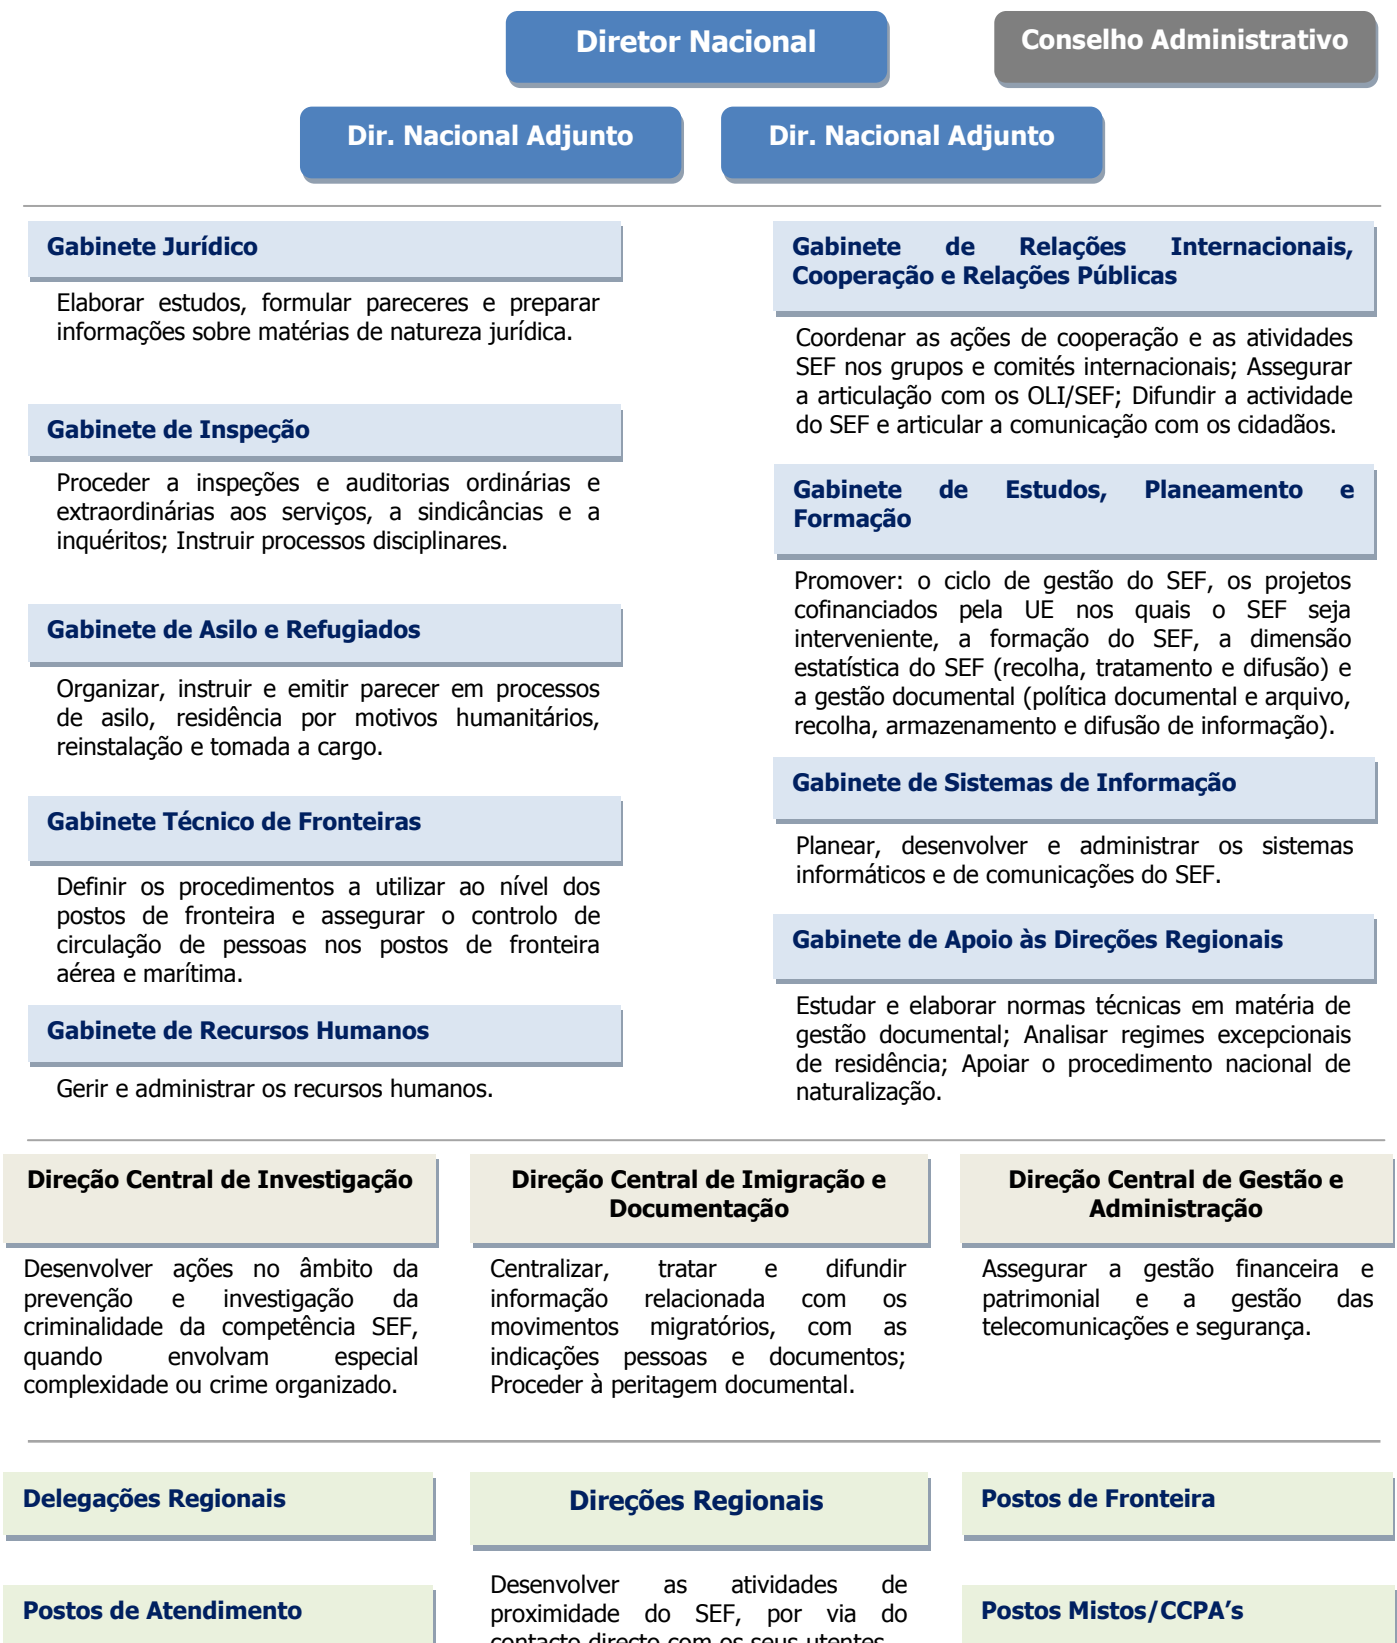 Diretor Nacional
Conselho Administrativo
Dir. Nacional Adjunto
Dir. Nacional Adjunto
Gabinete Jurídico
Elaborar estudos, formular pareceres e preparar
informações sobre matérias de natureza jurídica.
Gabinete de Inspeção
Proceder a inspeções e auditorias ordinárias e
extraordinárias aos serviços, a sindicâncias e a
inquéritos; Instruir processos disciplinares.
Gabinete de Asilo e Refugiados
Organizar, instruir e emitir parecer em processos
de asilo, residência por motivos humanitários,
reinstalação e tomada a cargo.
Gabinete Técnico de Fronteiras
Definir os procedimentos a utilizar ao nível dos
postos de fronteira e assegurar o controlo de
circulação de pessoas nos postos de fronteira
aérea e marítima.
Gabinete de Recursos Humanos
Gerir e administrar os recursos humanos.
Gabinete de Relações Internacionais,
Cooperação e Relações Públicas
Coordenar as ações de cooperação e as atividades
SEF nos grupos e comités internacionais; Assegurar
a articulação com os OLI/SEF; Difundir a actividade
do SEF e articular a comunicação com os cidadãos.
Gabinete de Estudos, Planeamento e
Formação
Promover: o ciclo de gestão do SEF, os projetos
cofinanciados pela UE nos quais o SEF seja
interveniente, a formação do SEF, a dimensão
estatística do SEF (recolha, tratamento e difusão) e
a gestão documental (política documental e arquivo,
recolha, armazenamento e difusão de informação).
Gabinete de Sistemas de Informação
Planear, desenvolver e administrar os sistemas
informáticos e de comunicações do SEF.
Gabinete de Apoio às Direções Regionais
Estudar e elaborar normas técnicas em matéria de
gestão documental; Analisar regimes excepcionais
de residência; Apoiar o procedimento nacional de
naturalização.
Direção Central de Investigação
Desenvolver ações no âmbito da
prevenção e investigação da
criminalidade da competência SEF,
quando envolvam especial
complexidade ou crime organizado.
Direção Central de Imigração e
Documentação
Centralizar, tratar e difundir
informação relacionada com os
movimentos migratórios, com as
indicações pessoas e documentos;
Proceder à peritagem documental.
Direção Central de Gestão e
Administração
Assegurar a gestão financeira e
patrimonial e a gestão das
telecomunicações e segurança.
Delegações Regionais
Postos de Atendimento
Direções Regionais
Desenvolver as atividades de
proximidade do SEF, por via do
contacto directo com os seus utentes
Postos de Fronteira
Postos Mistos/CCPA's